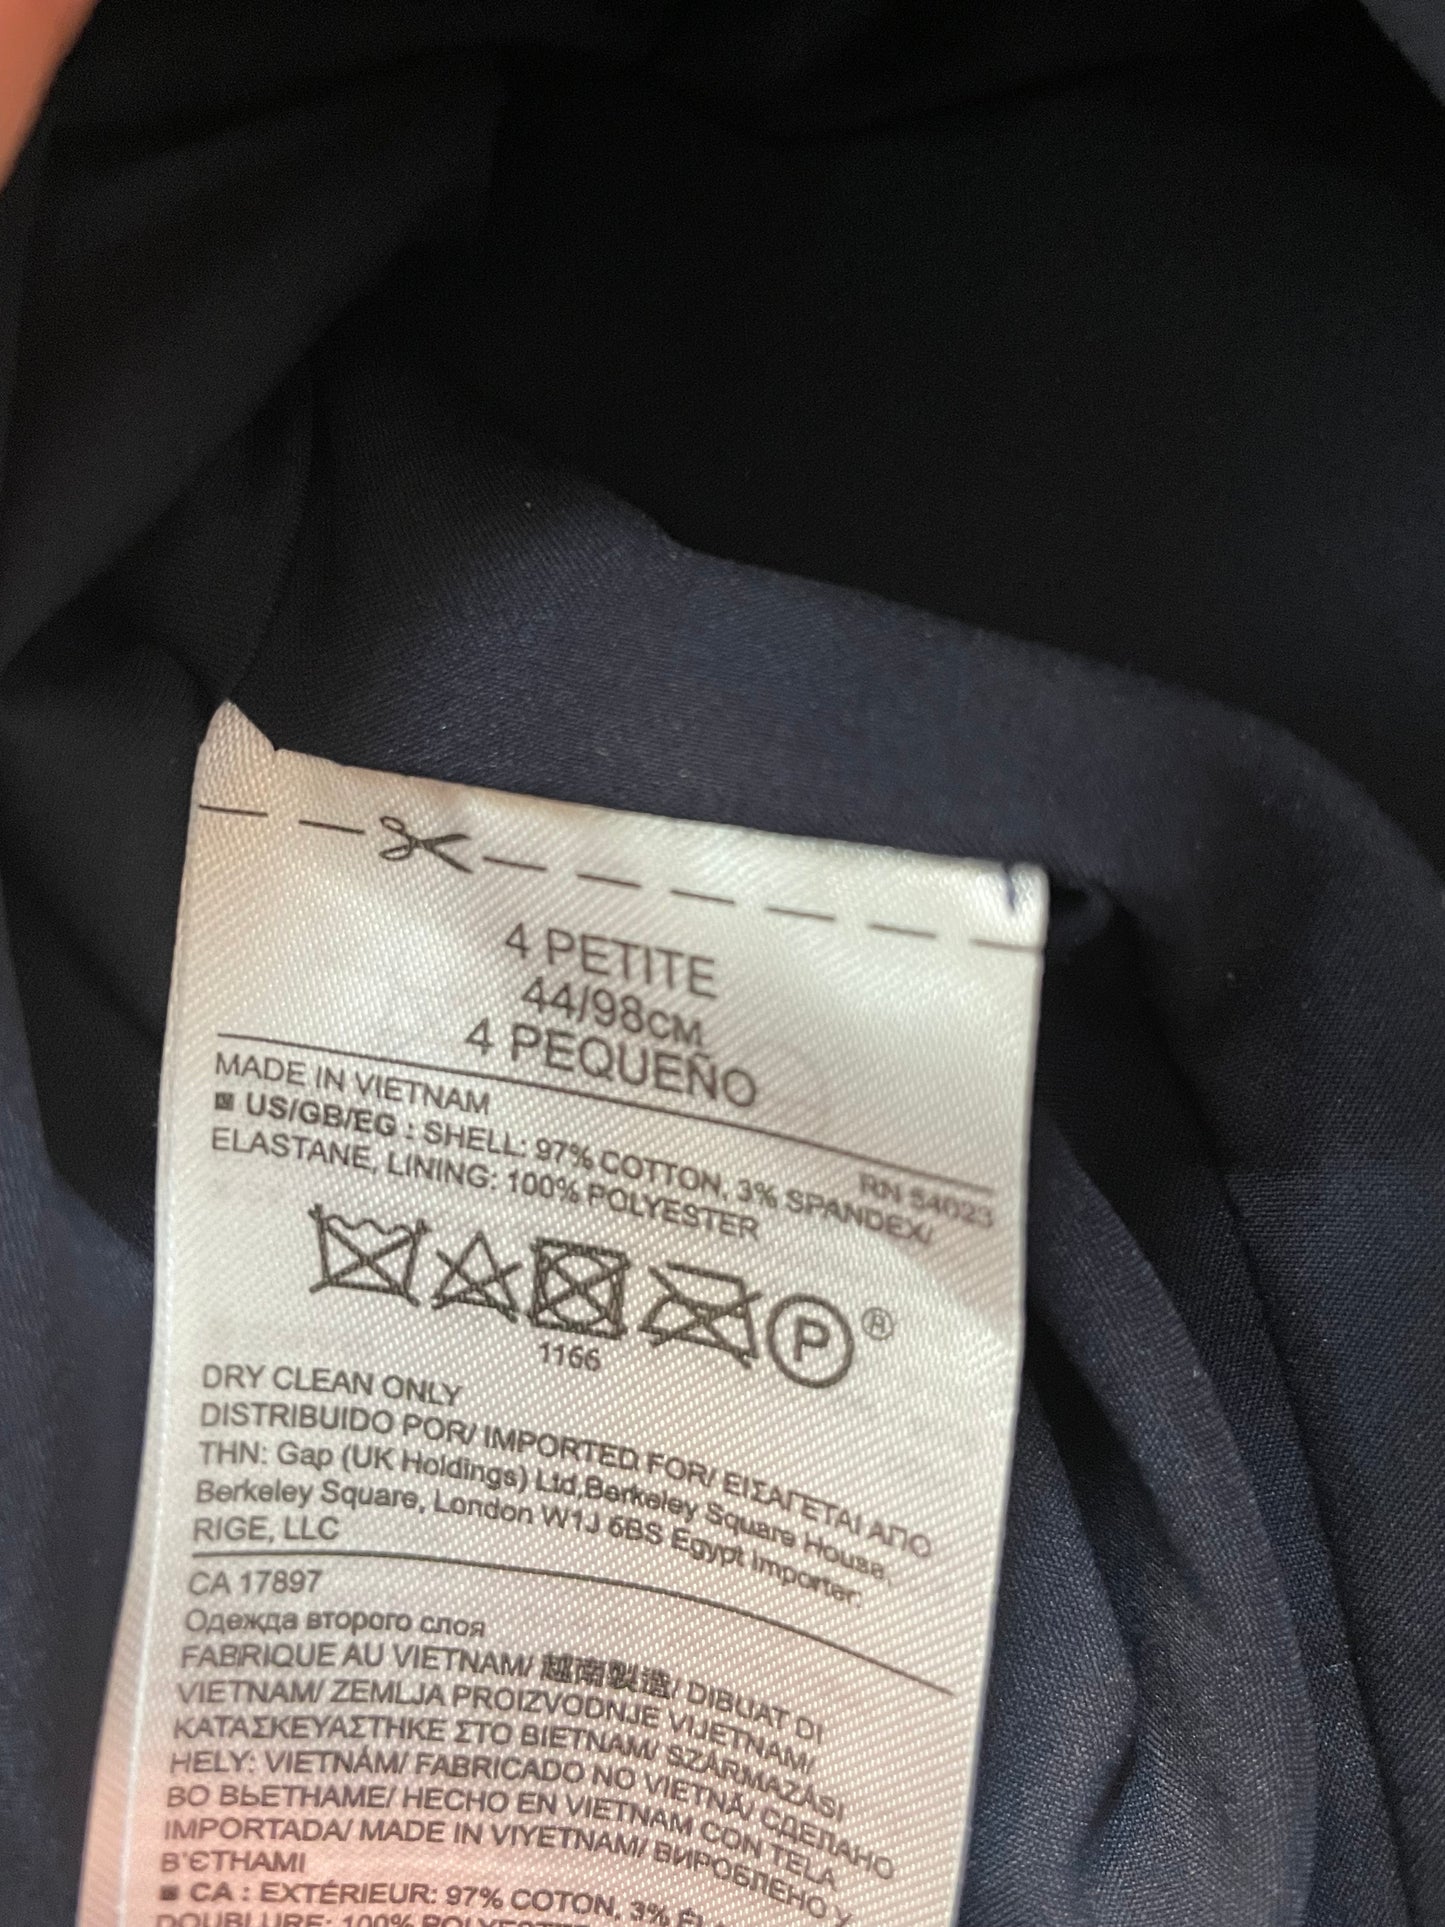 4 PETITE
44/98CM
4 PEQUEÑO
MADE IN VIETNAM
RN 54023
US/GB/EG : SHELL: 97% COTTON, 3% SPANDEX/
ELASTANE, LINING: 100% POLYESTER
P ®
1166
DRY CLEAN ONLY
DISTRIBUIDO POR/ IMPORTED FOR/ ΕΙΣΑΓΕΤΑΙ ΑΠΟ
THN: Gap (UK Holdings) Ltd,Berkeley Square House,
Berkeley Square, London W1J 6BS Egypt Importer:
RIGE, LLC
CA 17897
Одежда второго слоя
FABRIQUE AU VIETNAM/ 越南製造/ DIBUAT DI
VIETNAM/ ZEMLJA PROIZVODNJE VIJETNAM/
ΚΑΤΑΣΚΕΥΑΣΤΗΚΕ ΣΤΟ ΒΙΕΤΝΑΜ/ SZÁRMAZÁSI
HELY: VIETNÁM/ FABRICADO NO VIETNÃ/ СДЕЛАНО
ВО ВЬЕТНАМЕ/ HECHO EN VIETNAM CON TELA
IMPORTADA/ MADE IN VIYETNAM/ ВИРОБЛЕНО У
В'ЄТНАМІ
CA : EXTÉRIEUR: 97% COTON, 3%
DOUBLURE: 100%